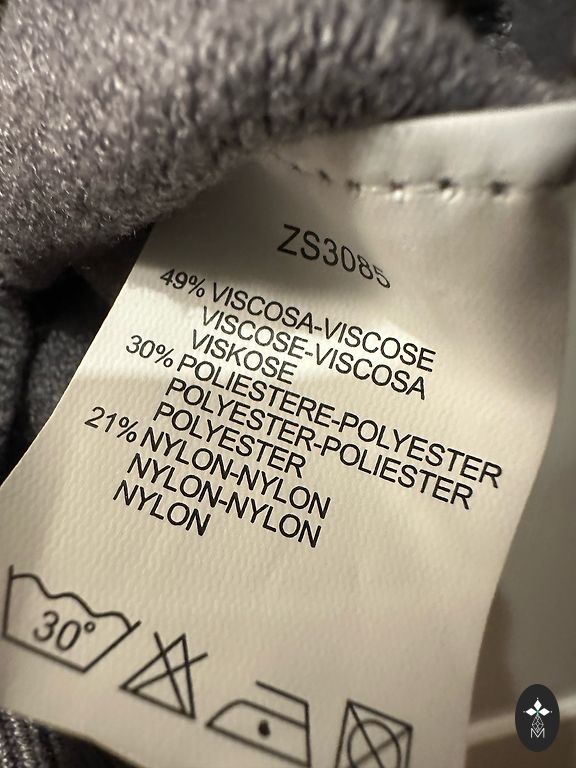 ZS3085
49% VISCOSA-VISCOSE
VISCOSE-VISCOSA
VISKOSE
30% POLIESTERE-POLYESTER
POLYESTER-POLIESTER
POLYESTER
21% NYLON-NYLON
NYLON-NYLON
NYLON
30°
M